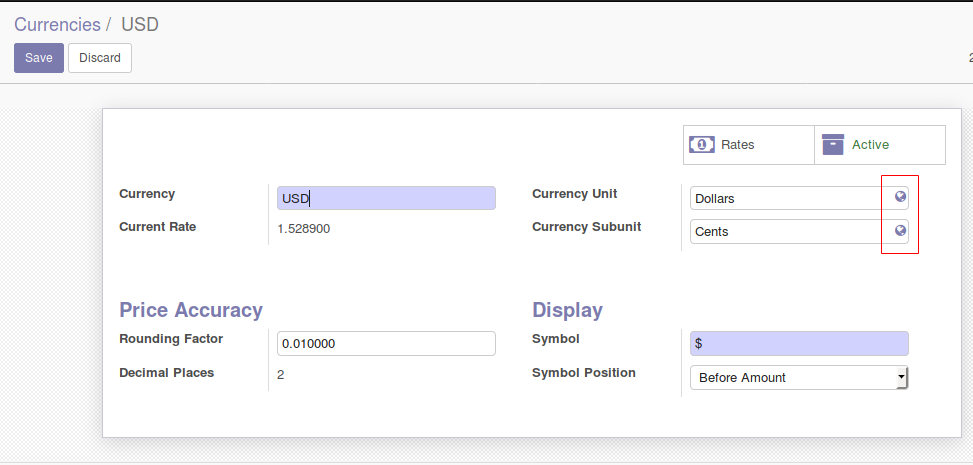 Currencies / USD
Save Discard
2
Rates Active
Currency USD
Current Rate 1.528900
Currency Unit Dollars
Currency Subunit Cents
Price Accuracy
Rounding Factor 0.010000
Decimal Places 2
Display
Symbol $
Symbol Position Before Amount